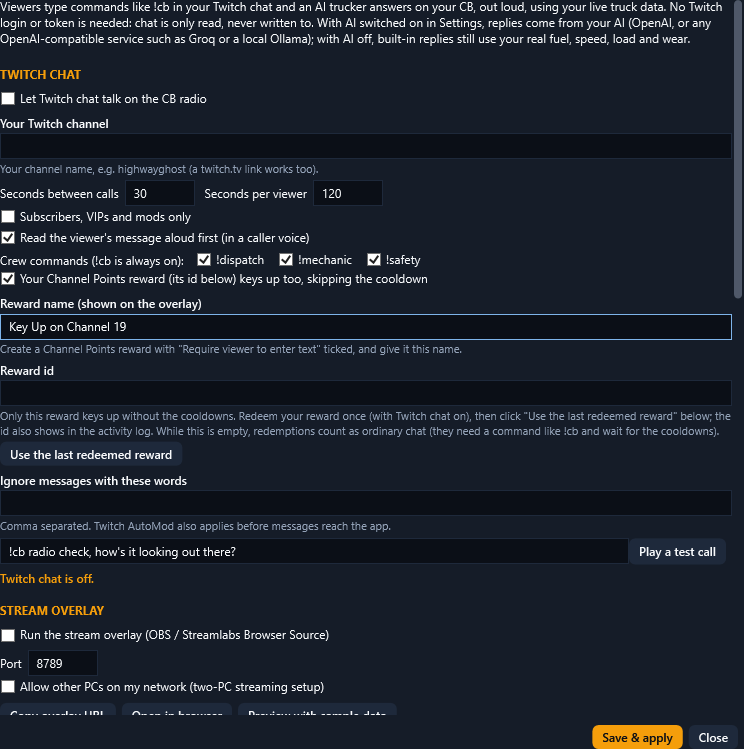 Viewers type commands like !cb in your Twitch chat and an AI trucker answers on your CB, out loud, using your live truck data. No Twitch
login or token is needed: chat is only read, never written to. With AI switched on in Settings, replies come from your AI (OpenAI, or any
OpenAI-compatible service such as Groq or a local Ollama); with AI off, built-in replies still use your real fuel, speed, load and wear.
TWITCH CHAT
Let Twitch chat talk on the CB radio
Your Twitch channel
Your channel name, e.g. highwayghost (a twitch.tv link works too).
Seconds between calls 30 Seconds per viewer 120
Subscribers, VIPs and mods only
Read the viewer's message aloud first (in a caller voice)
Crew commands (!cb is always on): !dispatch !mechanic !safety
Your Channel Points reward (its id below) keys up too, skipping the cooldown
Reward name (shown on the overlay)
Key Up on Channel 19
Create a Channel Points reward with "Require viewer to enter text" ticked, and give it this name.
Reward id
Only this reward keys up without the cooldowns. Redeem your reward once (with Twitch chat on), then click "Use the last redeemed reward" below; the
id also shows in the activity log. While this is empty, redemptions count as ordinary chat (they need a command like !cb and wait for the cooldowns).
Use the last redeemed reward
Ignore messages with these words
Comma separated. Twitch AutoMod also applies before messages reach the app.
!cb radio check, how's it looking out there? Play a test call
Twitch chat is off.
STREAM OVERLAY
Run the stream overlay (OBS / Streamlabs Browser Source)
Port 8789
Allow other PCs on my network (two-PC streaming setup)
Copy overlay URL Open in browser Preview with sample data
Save & apply Close